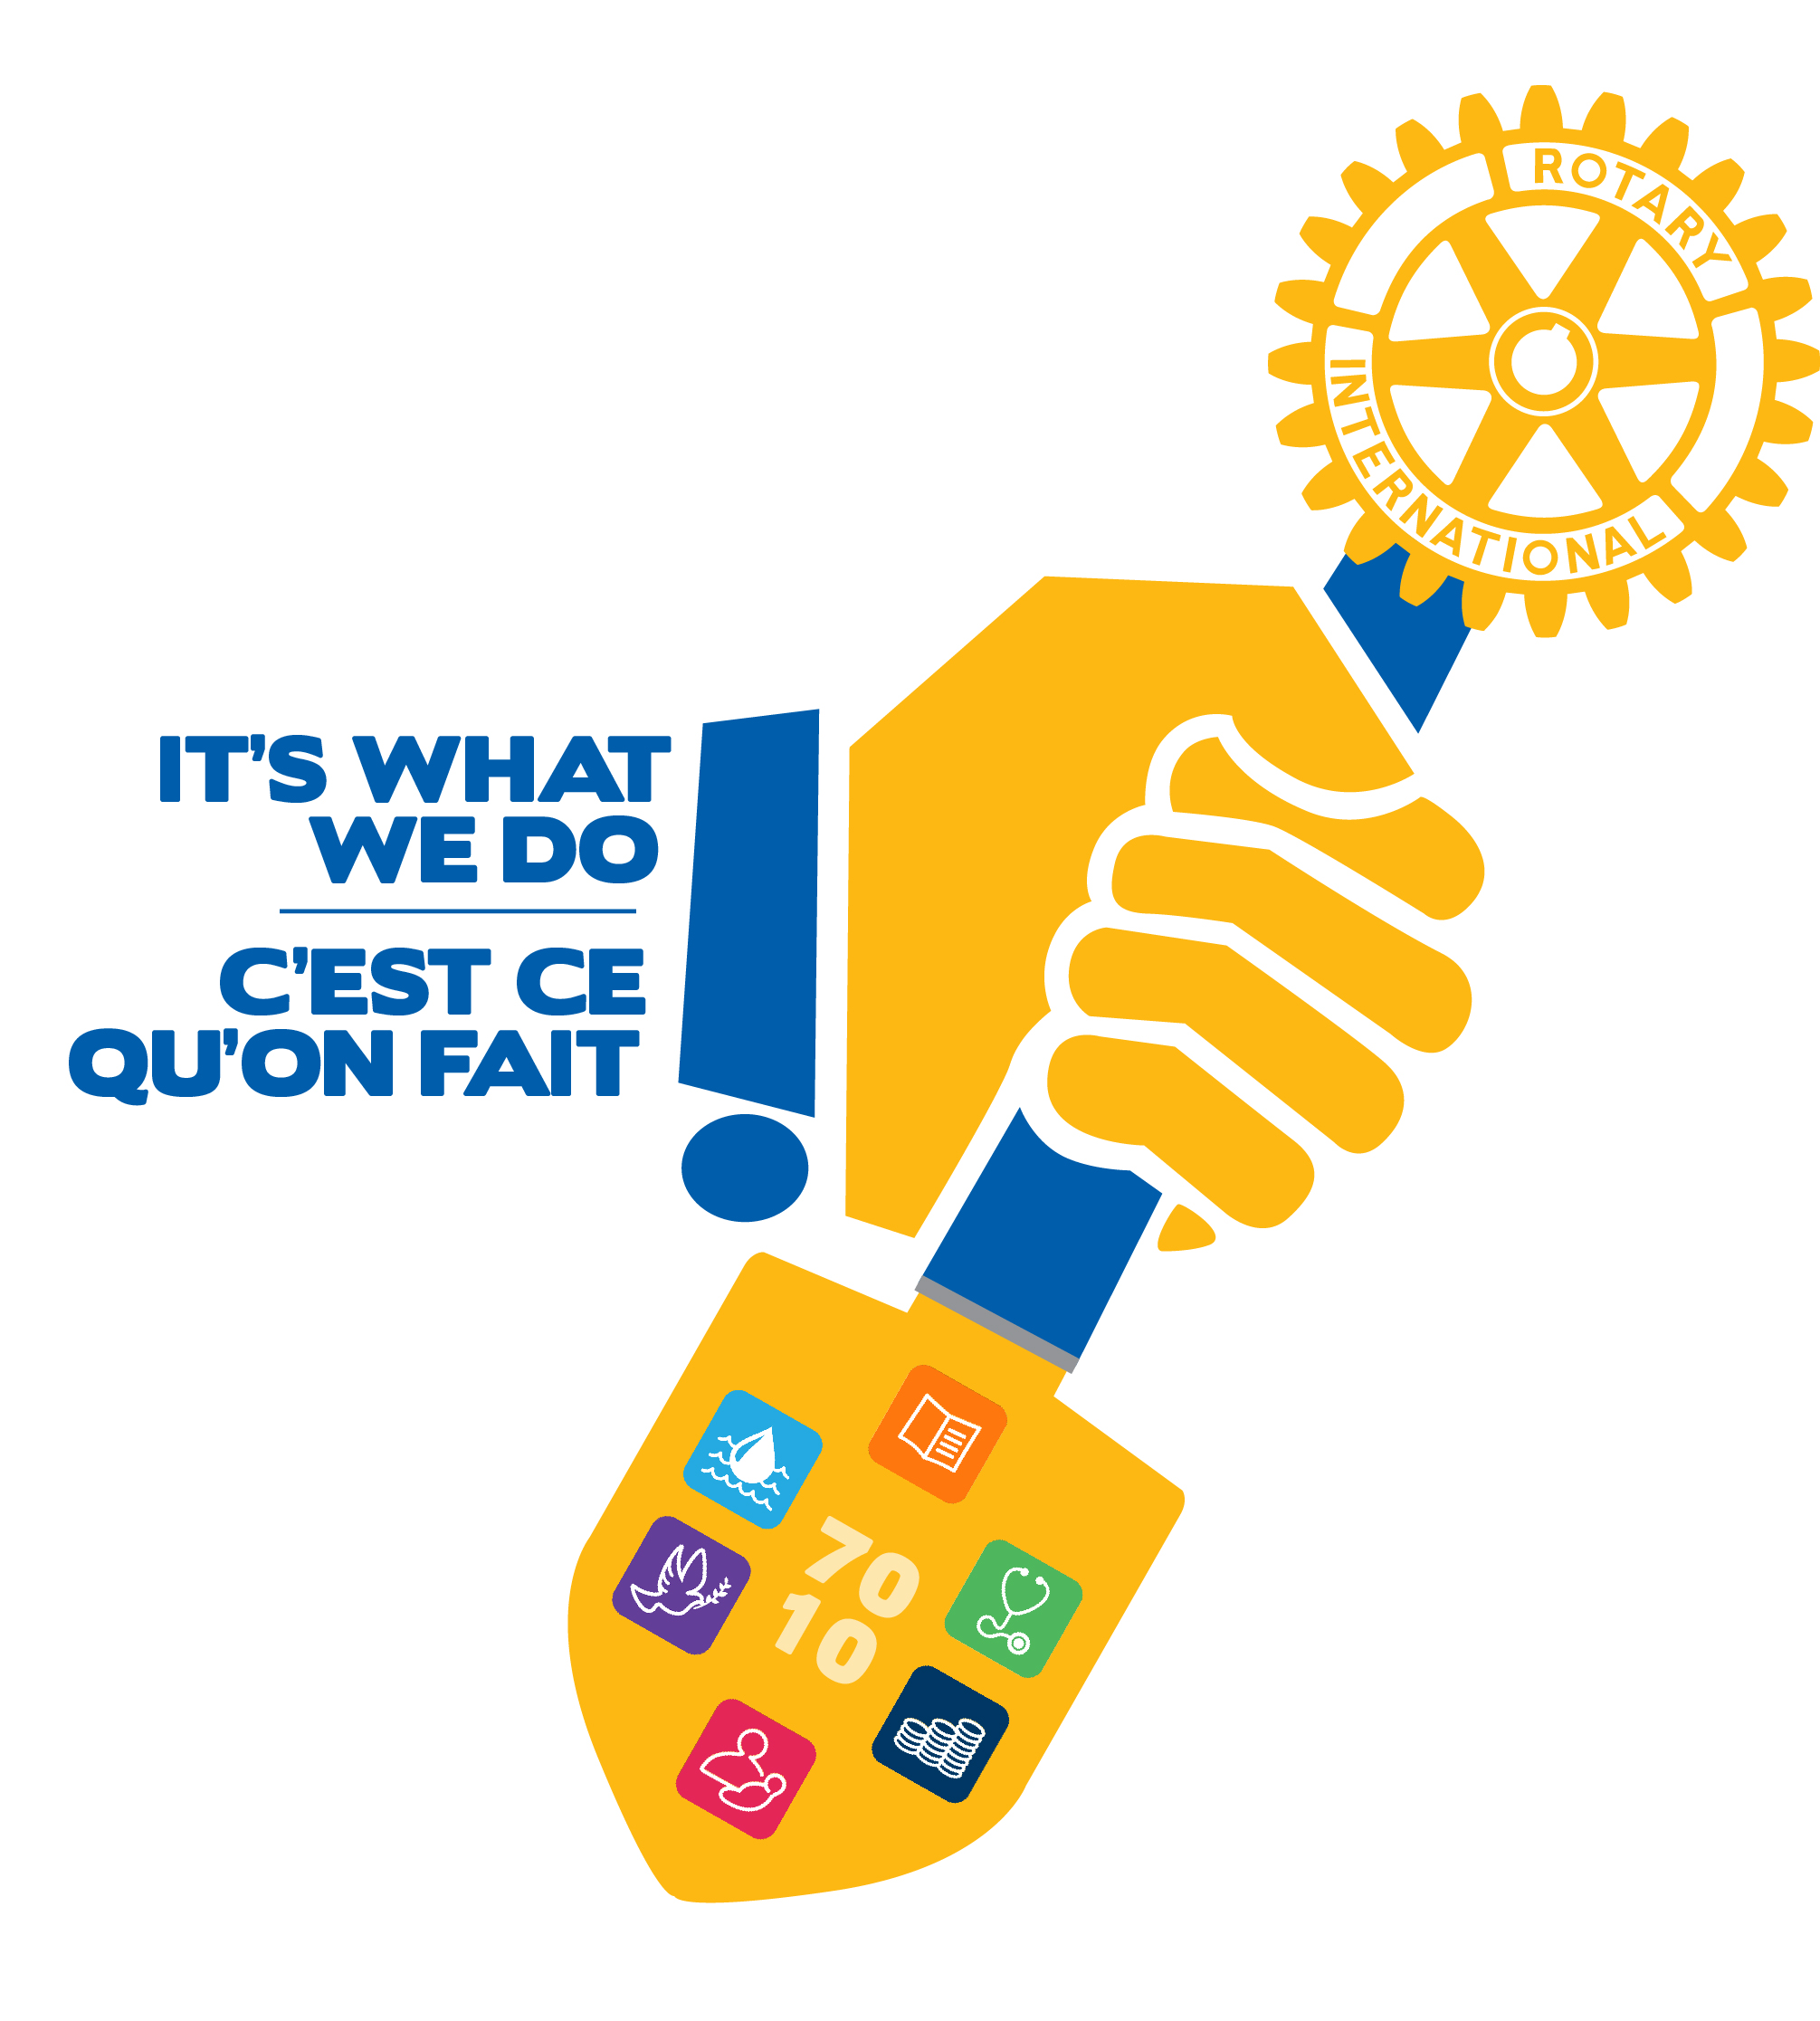 ROTARY
INTERNATIONAL
IT'S WHAT
WE DO
C'EST CE
QU'ON FAIT
!
70
10